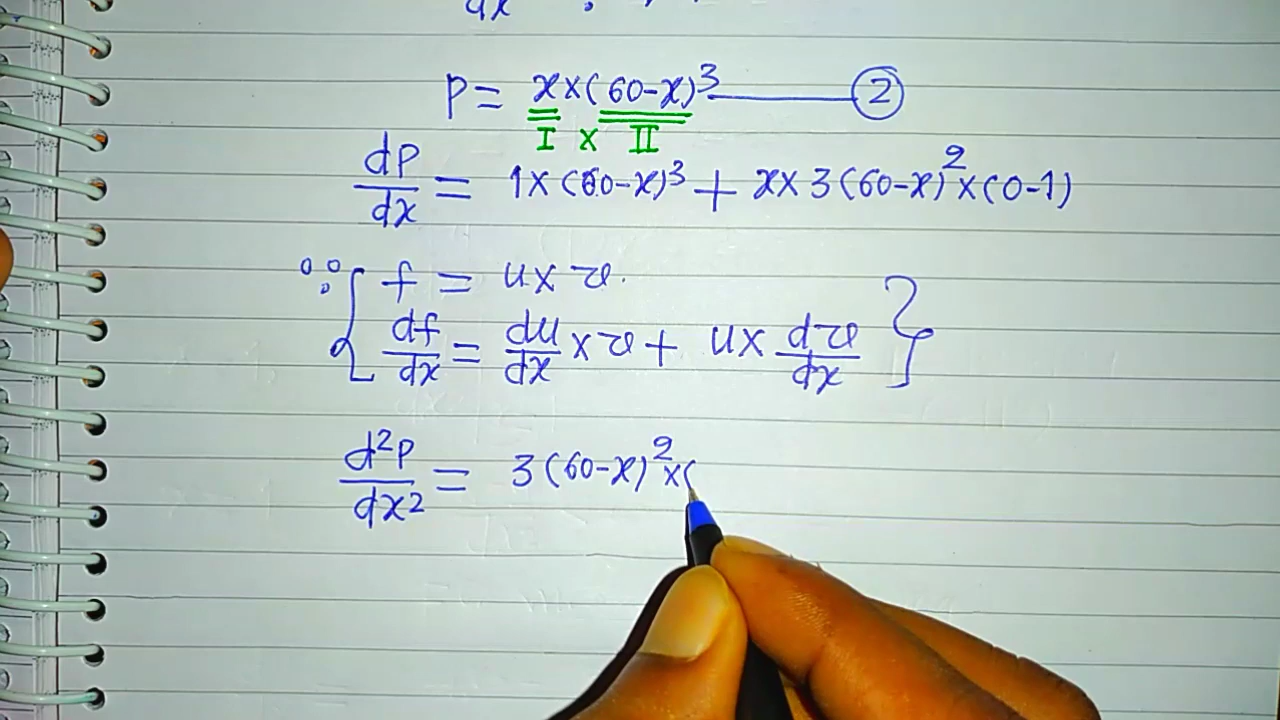 dx
P = x×(60-x)³ ②
I × II
dP/dx = 1×(60-x)³ + x×3(60-x)²×(0-1)
∵ { f = u×v.
df/dx = du/dx×v + u×dv/dx }
d²P/dx² = 3(60-x)²×(